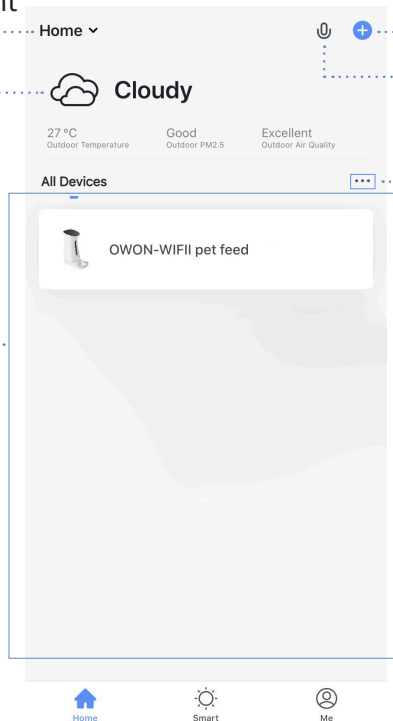 nt
Home
Cloudy
27 °C Good Excellent
Outdoor Temperature Outdoor PM2.5 Outdoor Air Quality
All Devices
OWON-WIFII pet feed
Home Smart Me